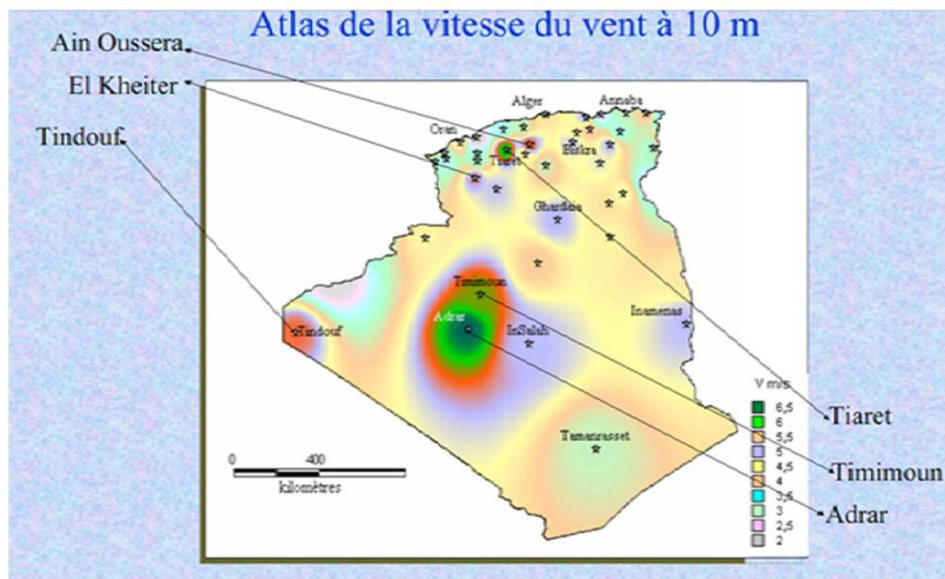 Atlas de la vitesse du vent à 10 m
Ain Oussera
El Kheiter
Tindouf
Alger
Annaba
Oran
Tiaret
Biskra
Ghardaia
Timimoun
Adrar
InSalah
Inamenas
Tindouf
Tamanrasset
0 400
kilomètres
V m/s
6,5
6
5,5
5
4,5
4
3,5
3
2,5
2
Tiaret
Timimoun
Adrar